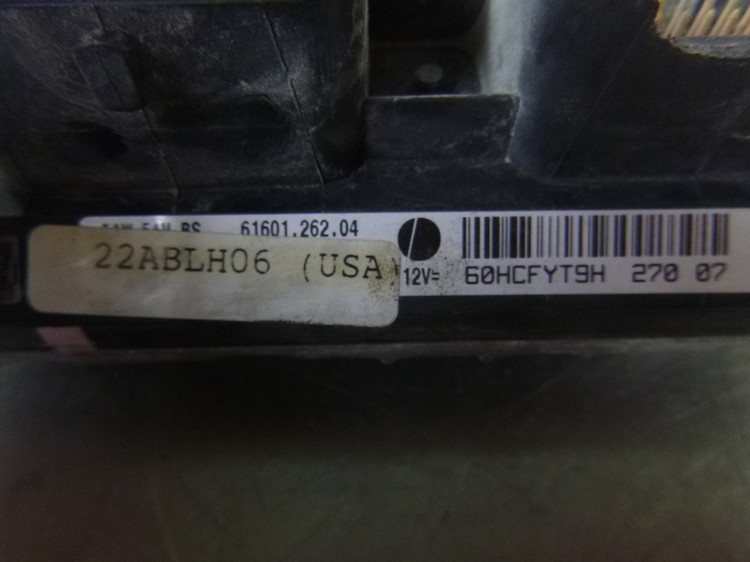 61601.262.04
22ABLH06 (USA
12V= 60HCFYT9H 270 07